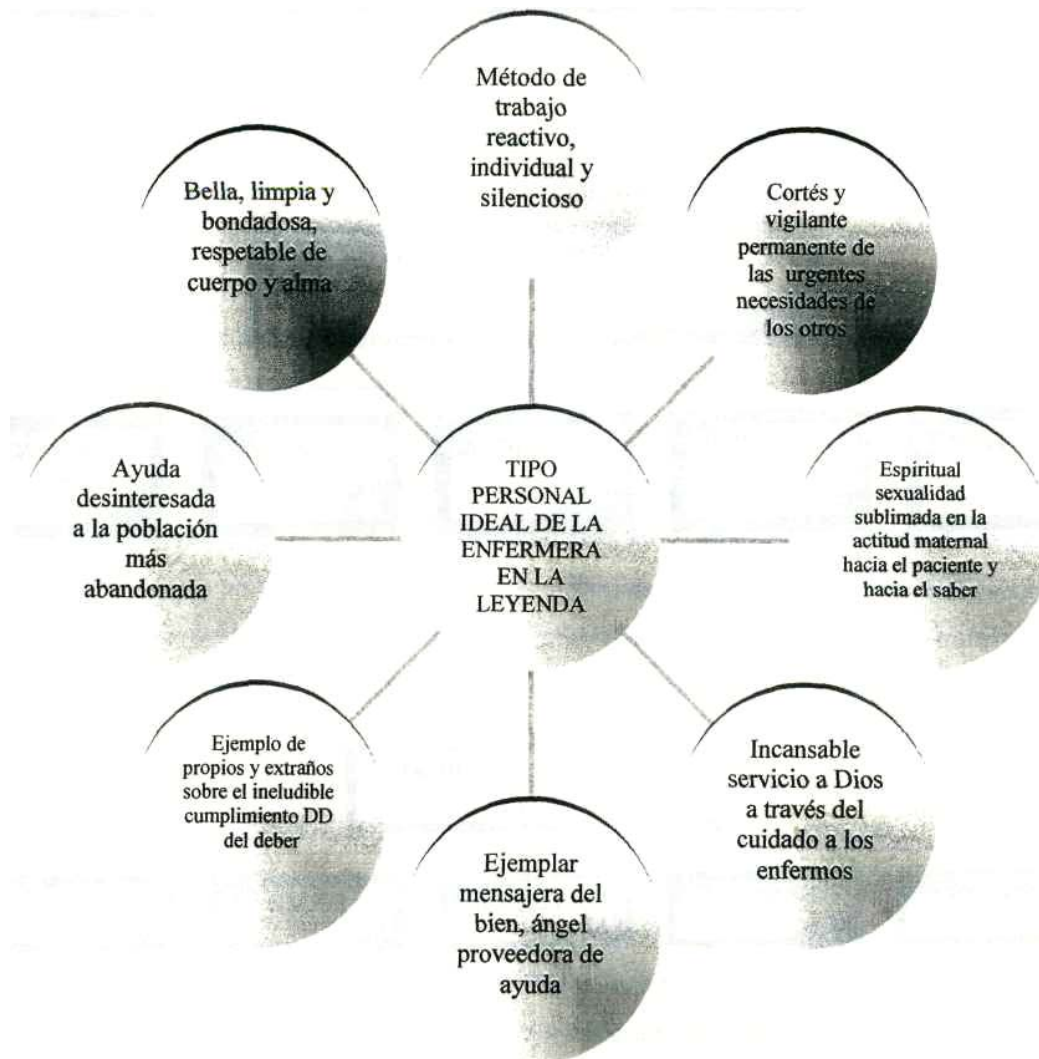 Método de
trabajo
reactivo,
individual y
silencioso
Cortés y
vigilante
permanente de
las urgentes
necesidades de
los otros
Espiritual
sexualidad
sublimada en la
actitud maternal
hacia el paciente y
hacia el saber
Incansable
servicio a Dios
a través del
cuidado a los
enfermos
Ejemplar
mensajera del
bien, ángel
proveedora de
ayuda
Ejemplo de
propios y extraños
sobre el ineludible
cumplimiento DD
del deber
Ayuda
desinteresada
a la población
más
abandonada
Bella, limpia y
bondadosa,
respetable de
cuerpo y alma
TIPO
PERSONAL
IDEAL DE LA
ENFERMERA
EN LA
LEYENDA